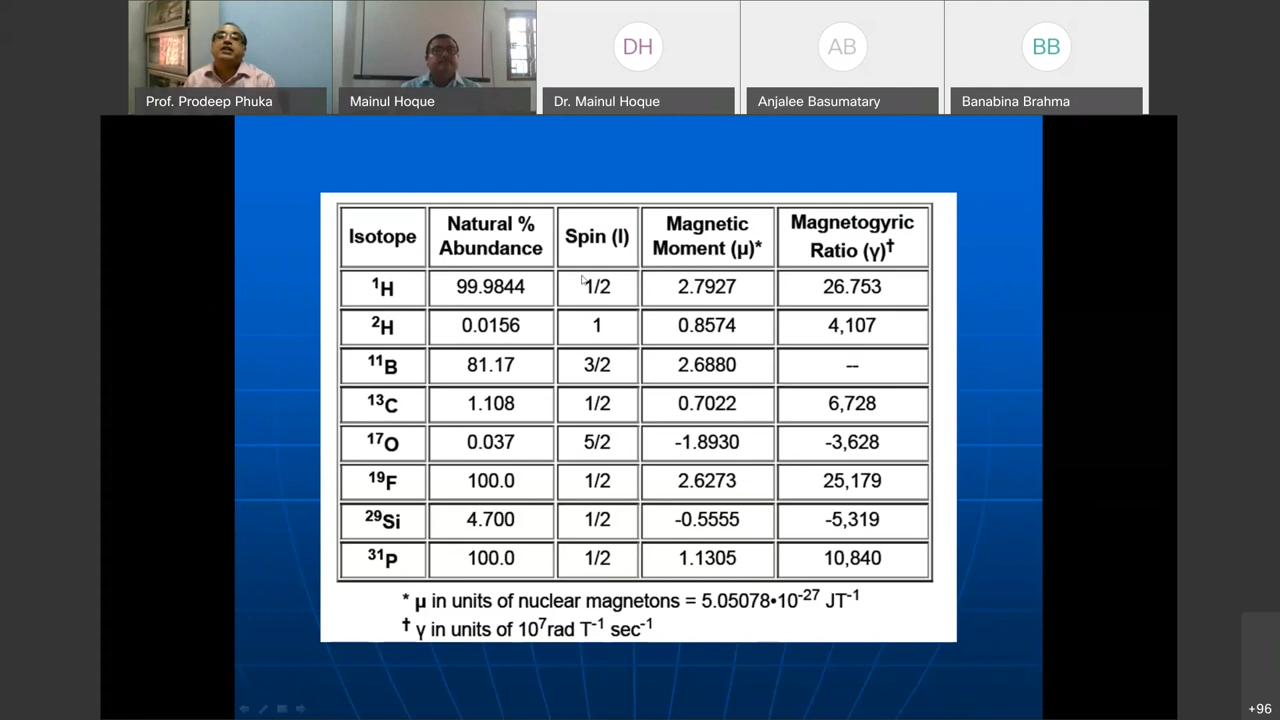 DH
AB
BB
Prof. Prodeep Phuka
Mainul Hoque
Dr. Mainul Hoque
Anjalee Basumatary
Banabina Brahma
Isotope Natural % Abundance Spin (I) Magnetic Moment (μ)* Magnetogyric Ratio (γ)†
¹H 99.9844 1/2 2.7927 26.753
²H 0.0156 1 0.8574 4,107
¹¹B 81.17 3/2 2.6880 --
¹³C 1.108 1/2 0.7022 6,728
¹⁷O 0.037 5/2 -1.8930 -3,628
¹⁹F 100.0 1/2 2.6273 25,179
²⁹Si 4.700 1/2 -0.5555 -5,319
³¹P 100.0 1/2 1.1305 10,840
* μ in units of nuclear magnetons = 5.05078•10⁻²⁷ JT⁻¹
† γ in units of 10⁷rad T⁻¹ sec⁻¹
+96